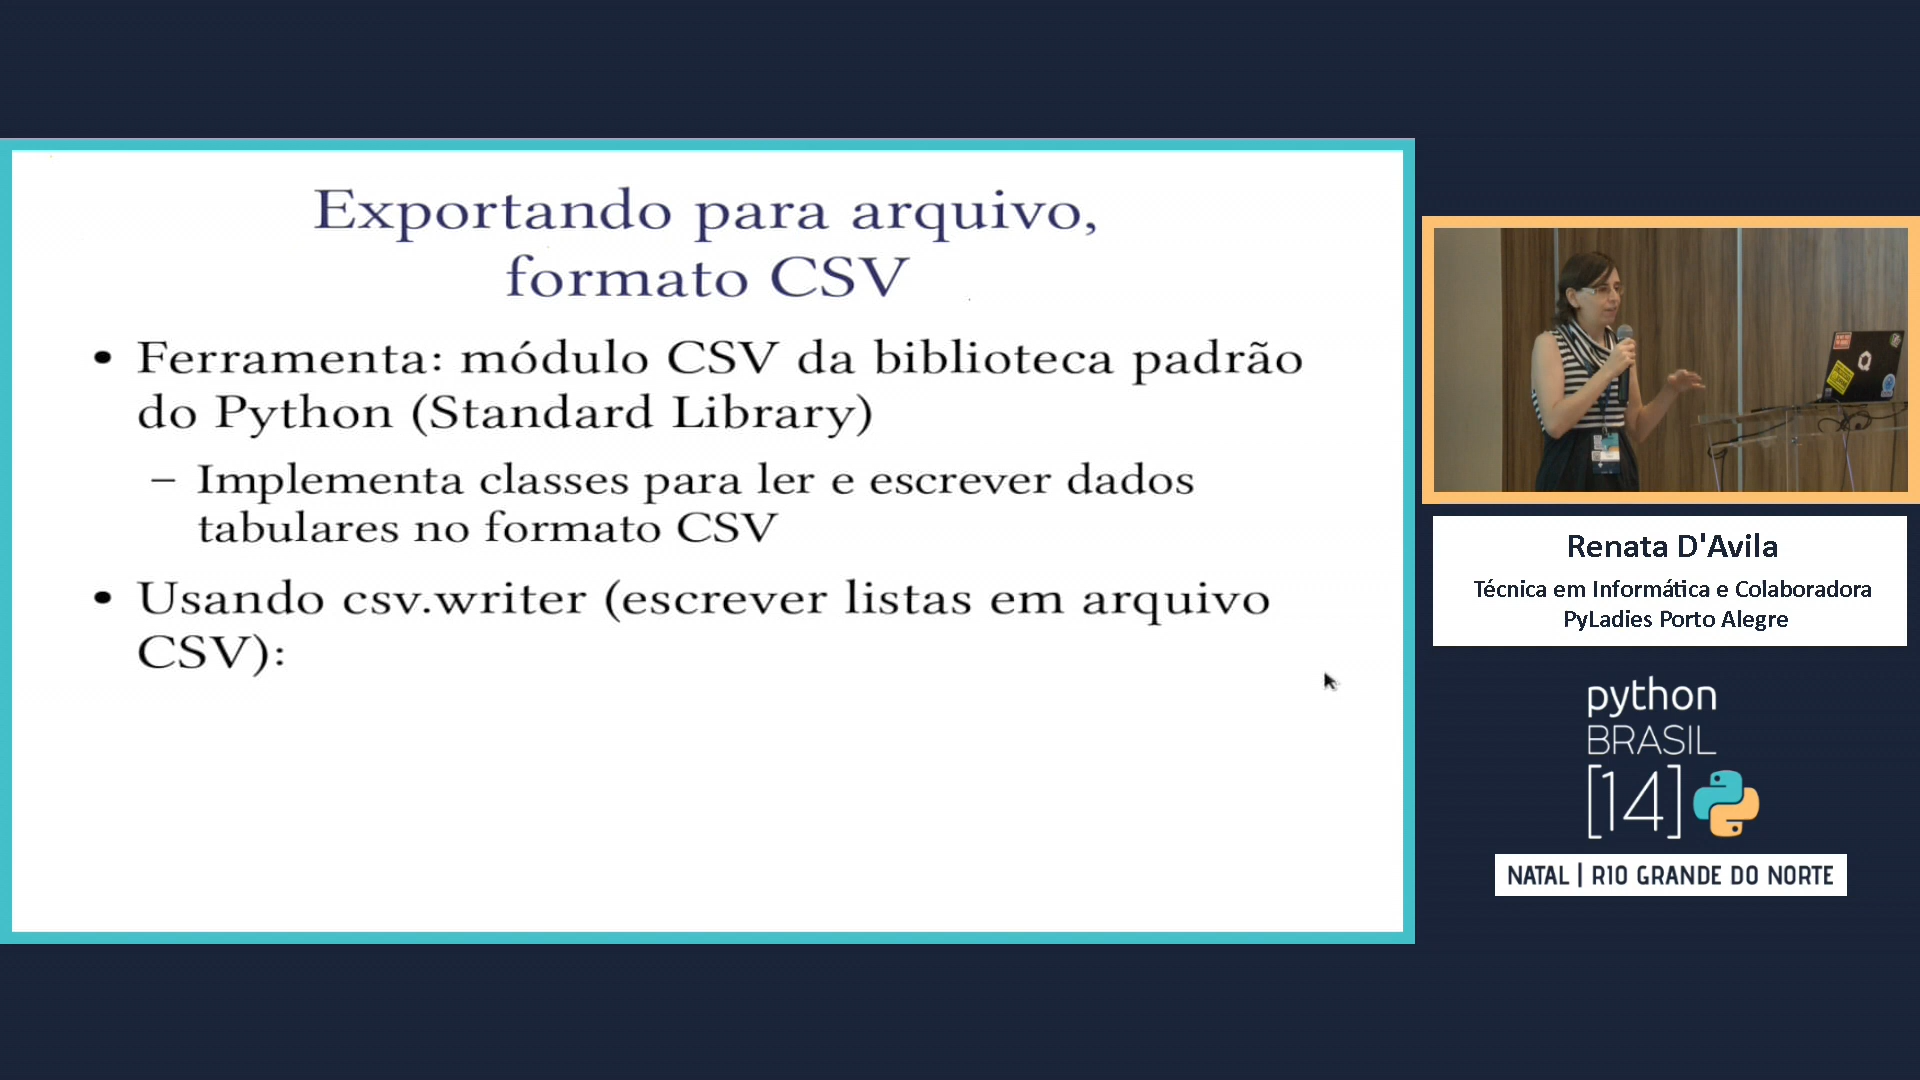 Exportando para arquivo,
formato CSV
• Ferramenta: módulo CSV da biblioteca padrão
do Python (Standard Library)
– Implementa classes para ler e escrever dados
tabulares no formato CSV
• Usando csv.writer (escrever listas em arquivo
CSV):
Renata D'Avila
Técnica em Informática e Colaboradora
PyLadies Porto Alegre
python
BRASIL
[14]
NATAL | RIO GRANDE DO NORTE